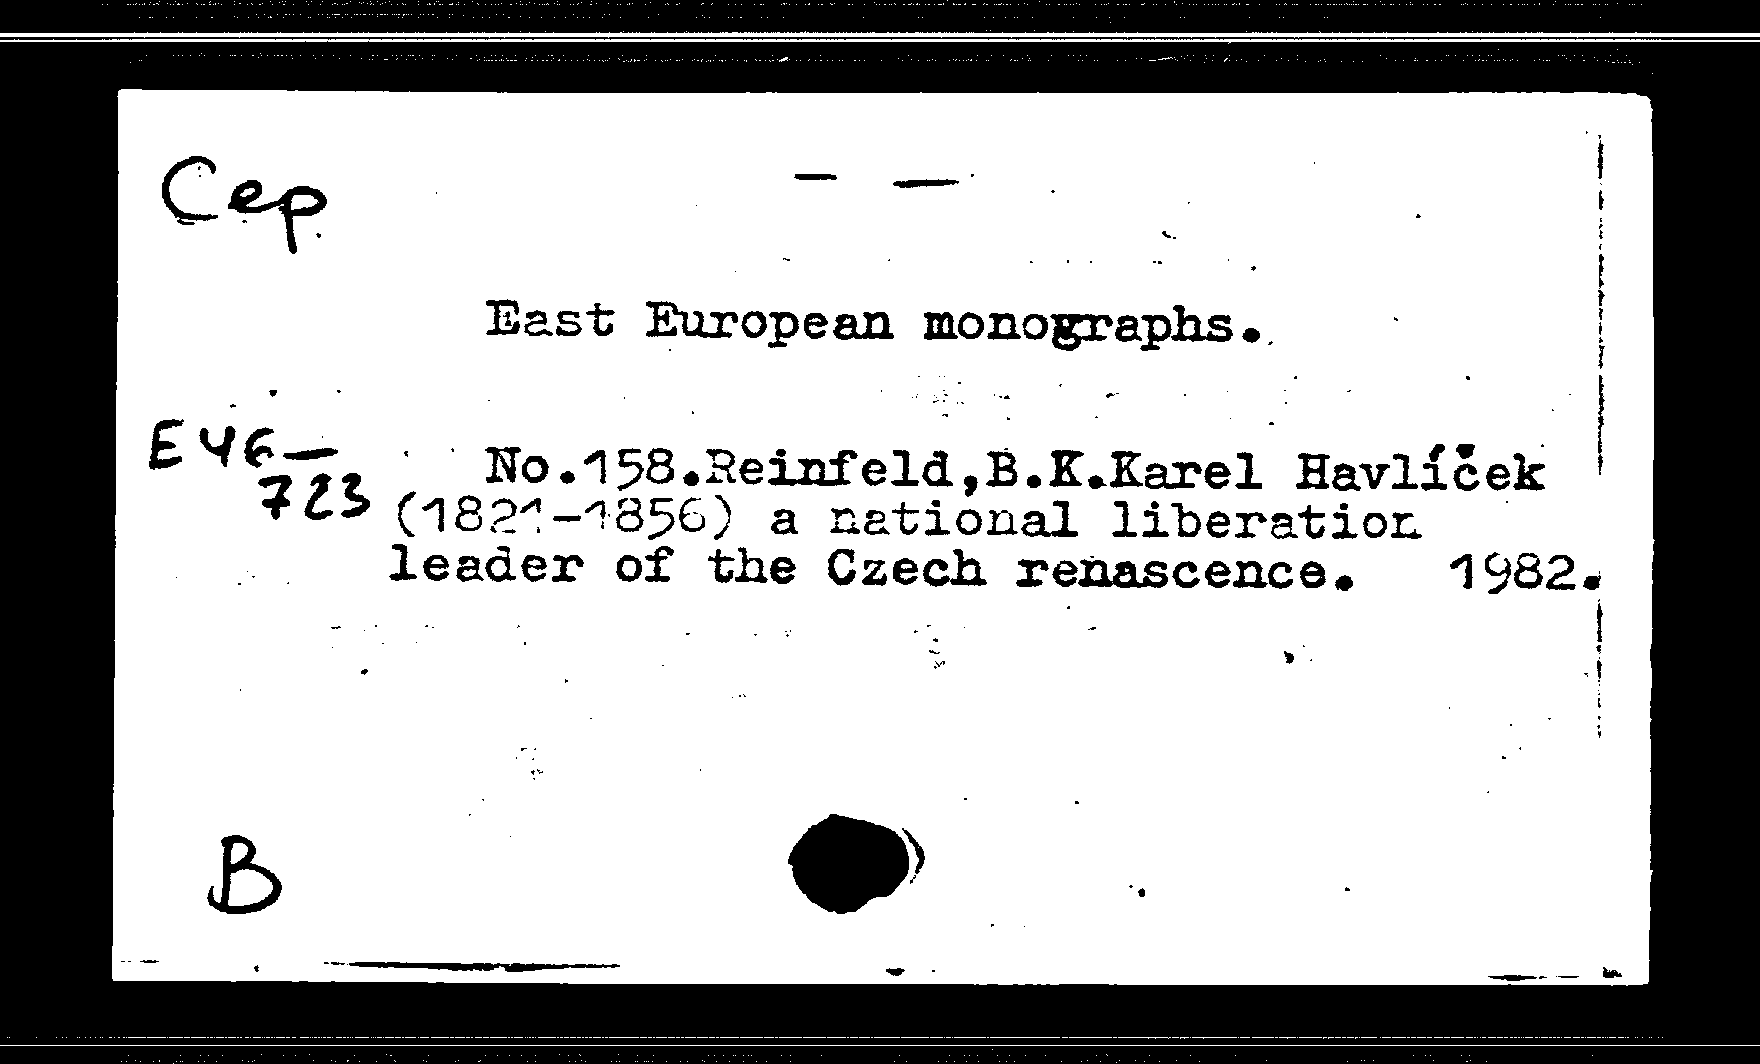 Сер.
East European monographs.
E46—
723
No.158.Reinfeld,B.K.Karel Havlíček
(1821-1856) a national liberation
leader of the Czech renascence. 1982.
B